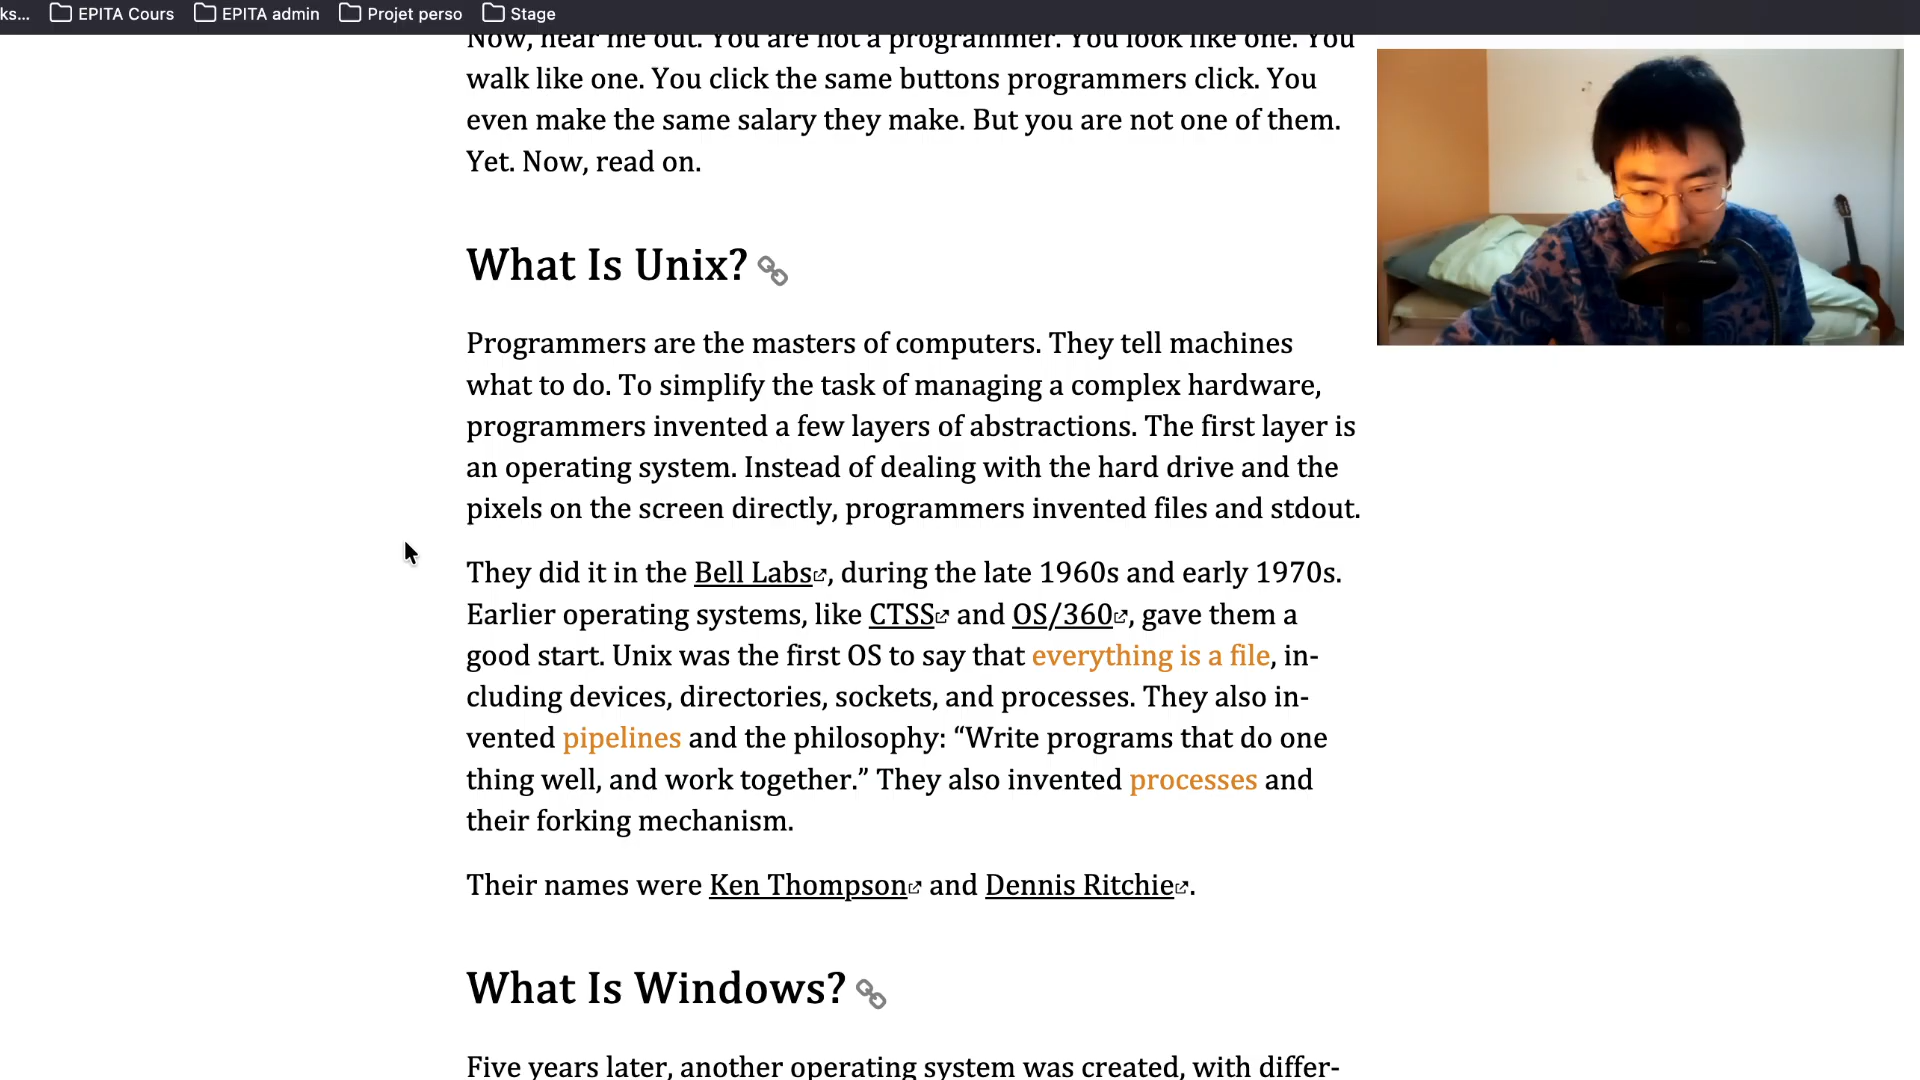 ks... EPITA Cours EPITA admin Projet perso Stage
Now, hear me out. You are not a programmer. You look like one. You
walk like one. You click the same buttons programmers click. You
even make the same salary they make. But you are not one of them.
Yet. Now, read on.
What Is Unix?
Programmers are the masters of computers. They tell machines
what to do. To simplify the task of managing a complex hardware,
programmers invented a few layers of abstractions. The first layer is
an operating system. Instead of dealing with the hard drive and the
pixels on the screen directly, programmers invented files and stdout.
They did it in the Bell Labs, during the late 1960s and early 1970s.
Earlier operating systems, like CTSS and OS/360, gave them a
good start. Unix was the first OS to say that everything is a file, in-
cluding devices, directories, sockets, and processes. They also in-
vented pipelines and the philosophy: “Write programs that do one
thing well, and work together.” They also invented processes and
their forking mechanism.
Their names were Ken Thompson and Dennis Ritchie.
What Is Windows?
Five years later, another operating system was created, with differ-